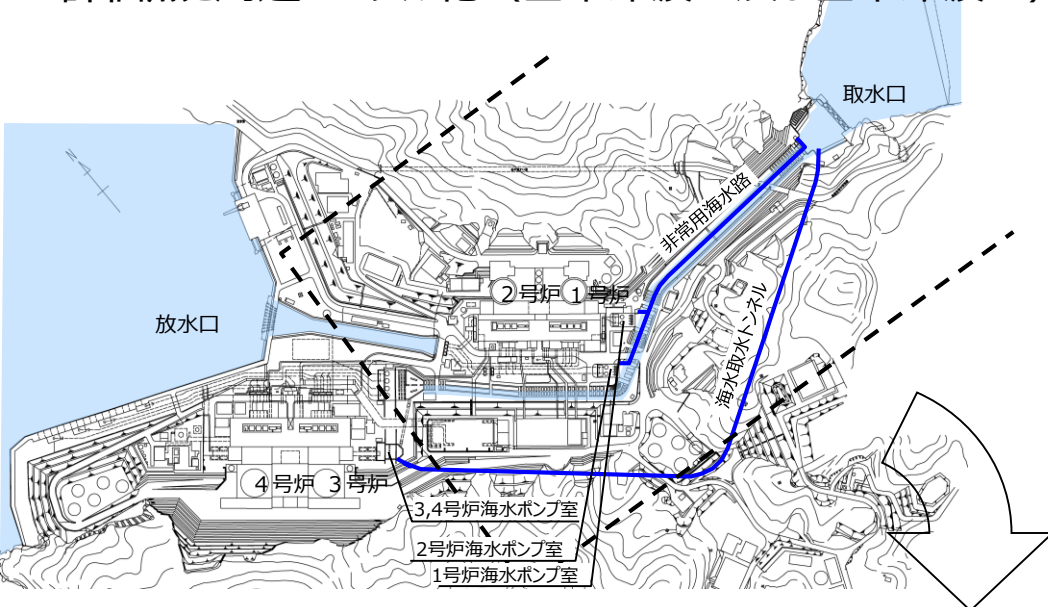 取水口
非常用海水路
2号炉 1号炉
放水口
海水取水トンネル
4号炉 3号炉
3,4号炉海水ポンプ室
2号炉海水ポンプ室
1号炉海水ポンプ室